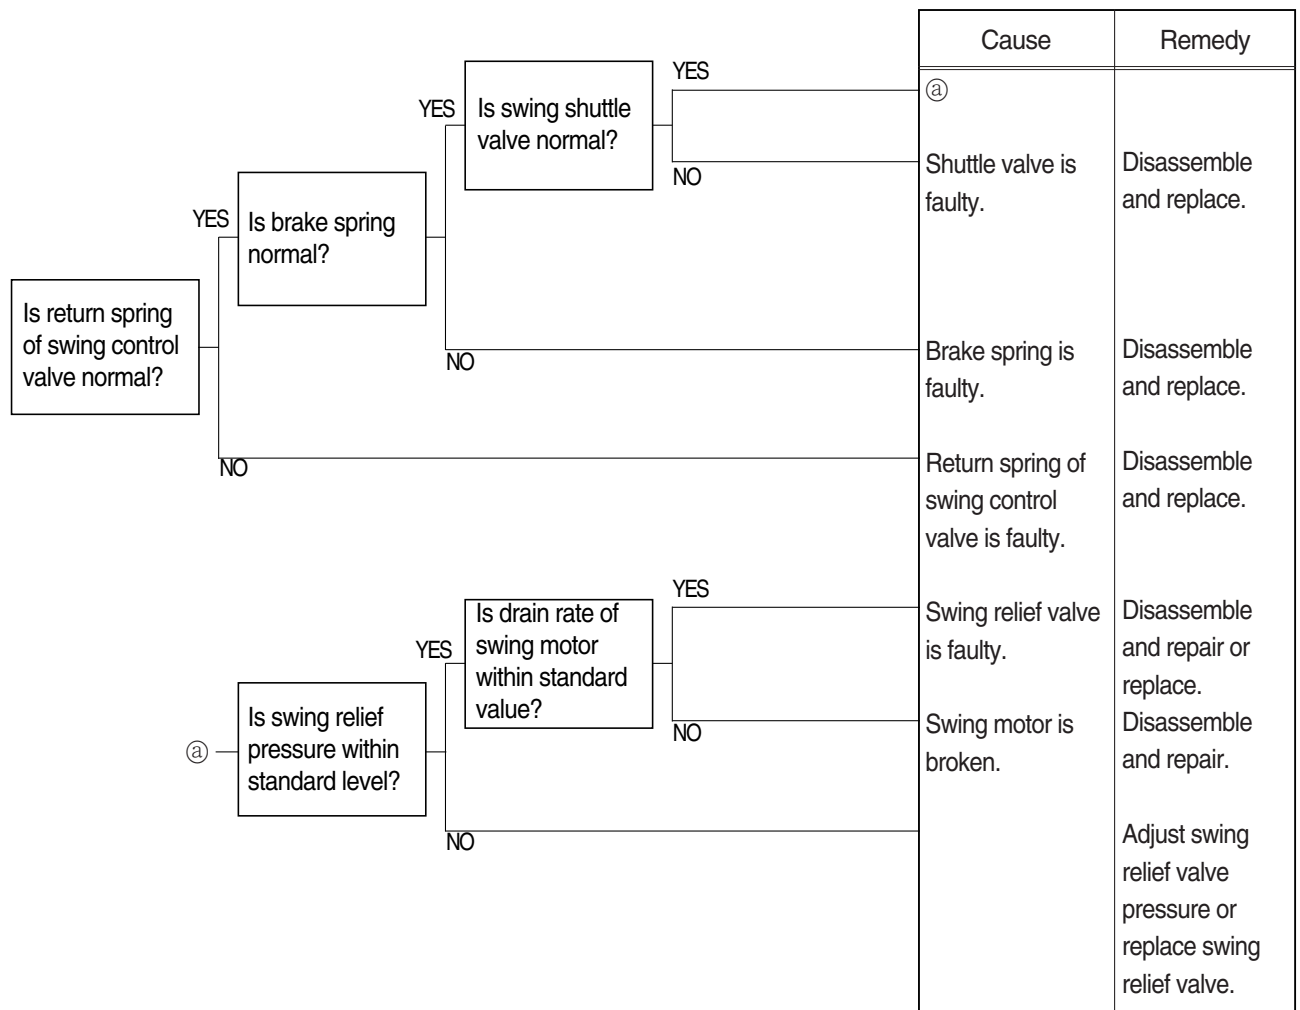 Cause
Remedy
YES
ⓐ
YES
Is swing shuttle
valve normal?
NO
Shuttle valve is
faulty.
Disassemble
and replace.
YES
Is brake spring
normal?
Is return spring
of swing control
valve normal?
NO
Brake spring is
faulty.
Disassemble
and replace.
NO
Return spring of
swing control
valve is faulty.
Disassemble
and replace.
YES
Swing relief valve
is faulty.
Disassemble
and repair or
replace.
YES
Is drain rate of
swing motor
within standard
value?
NO
Swing motor is
broken.
Disassemble
and repair.
ⓐ
Is swing relief
pressure within
standard level?
NO
Adjust swing
relief valve
pressure or
replace swing
relief valve.